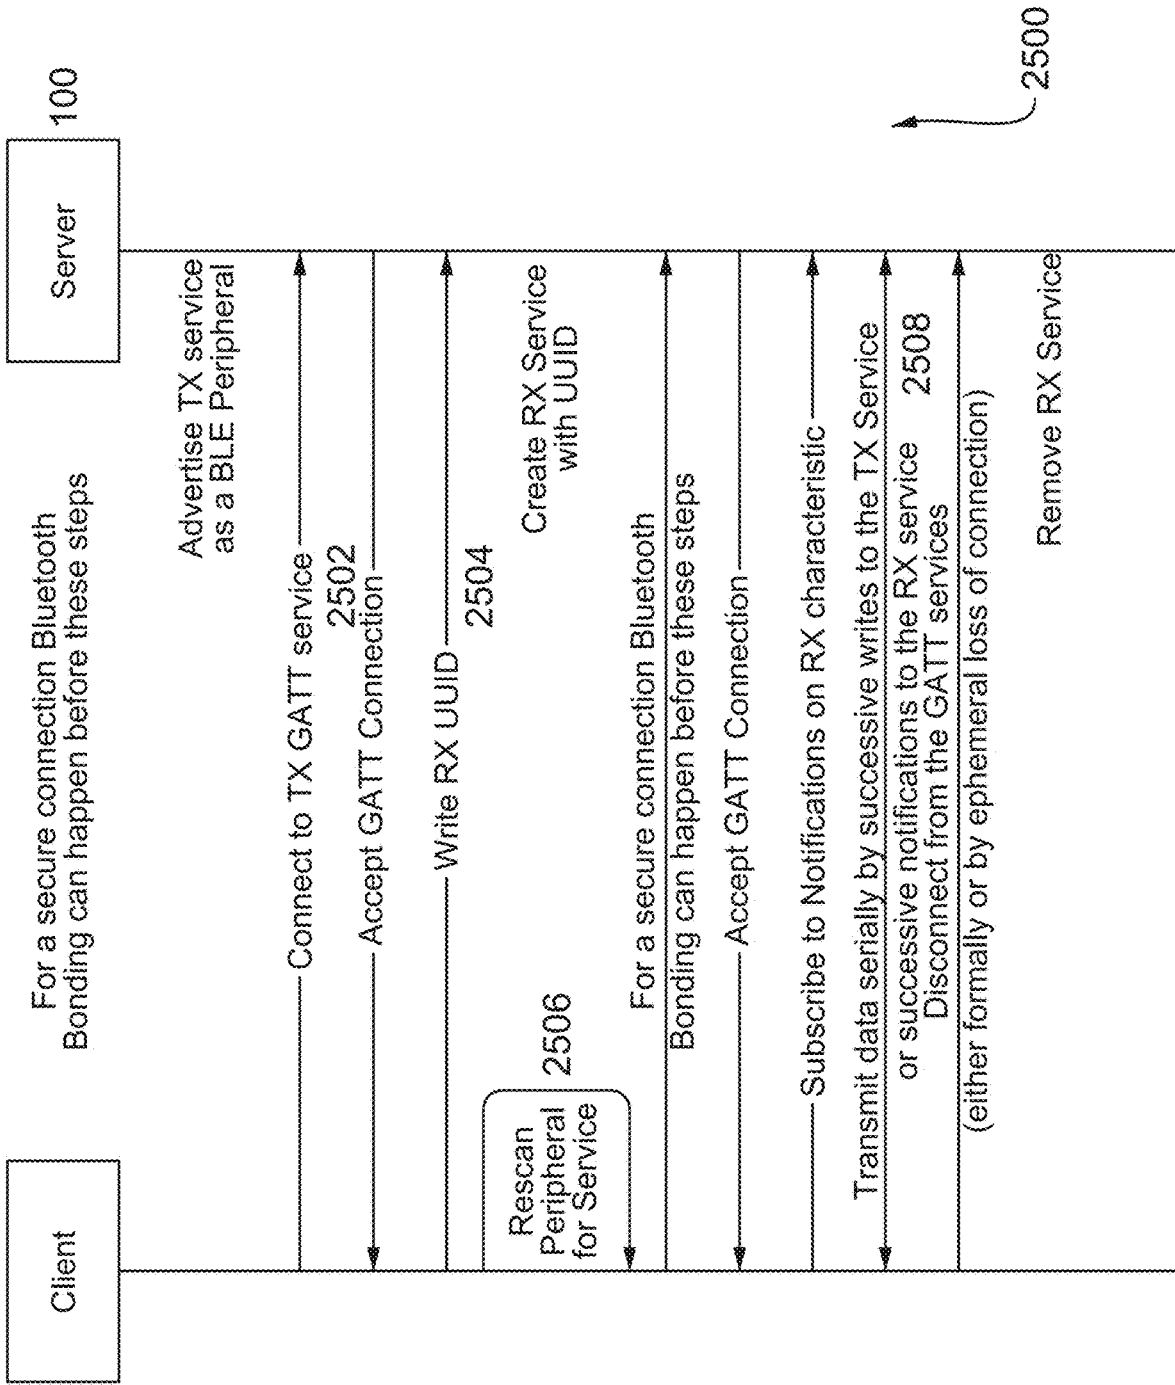 Client
Server
100
For a secure connection Bluetooth
Bonding can happen before these steps
Advertise TX service
as a BLE Peripheral
Connect to TX GATT service
2502
Accept GATT Connection
Write RX UUID
2504
Create RX Service
with UUID
Rescan
Peripheral
for Service
2506
For a secure connection Bluetooth
Bonding can happen before these steps
Accept GATT Connection
Subscribe to Notifications on RX characteristic
Transmit data serially by successive writes to the TX Service
or successive notifications to the RX service
2508
Disconnect from the GATT services
(either formally or by ephemeral loss of connection)
Remove RX Service
2500